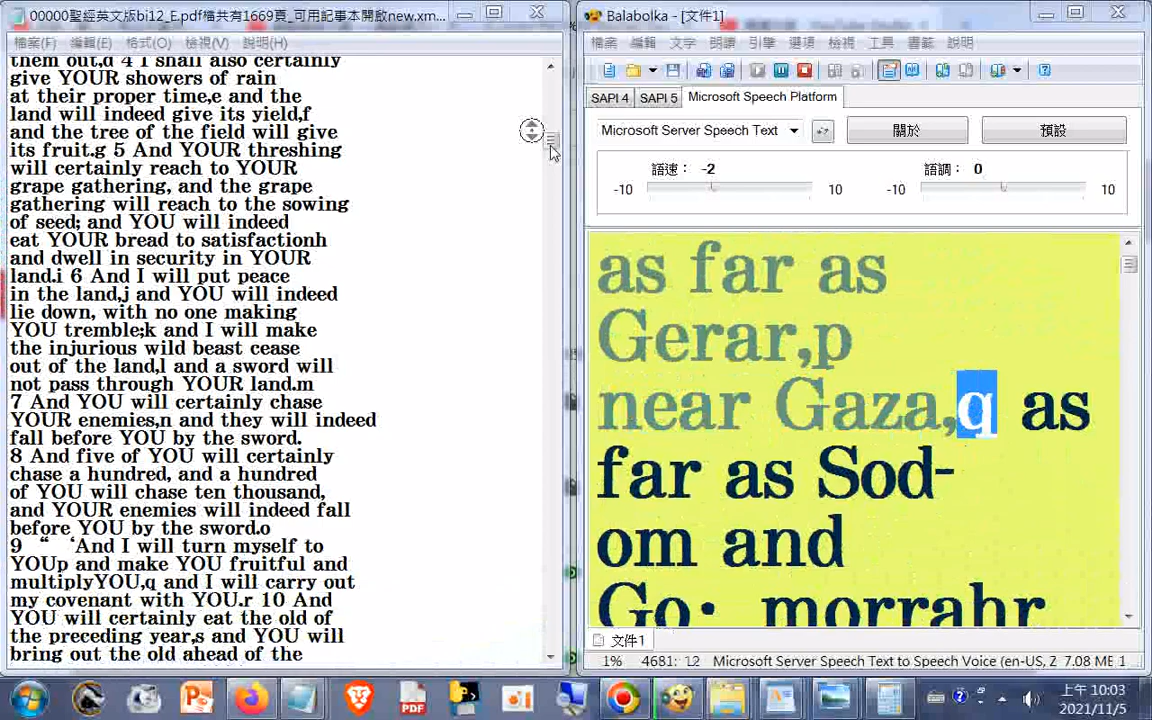 00000聖經英文版bi12_E.pdf檔共有1669頁_可用記事本開啟new.xm...
檔案(F) 編輯(E) 格式(O) 檢視(V) 說明(H)
them out,d 4 I shall also certainly
give YOUR showers of rain
at their proper time,e and the
land will indeed give its yield,f
and the tree of the field will give
its fruit.g 5 And YOUR threshing
will certainly reach to YOUR
grape gathering, and the grape
gathering will reach to the sowing
of seed; and YOU will indeed
eat YOUR bread to satisfactionh
and dwell in security in YOUR
land.i 6 And I will put peace
in the land,j and YOU will indeed
lie down, with no one making
YOU tremble;k and I will make
the injurious wild beast cease
out of the land,l and a sword will
not pass through YOUR land.m
7 And YOU will certainly chase
YOUR enemies,n and they will indeed
fall before YOU by the sword.
8 And five of YOU will certainly
chase a hundred, and a hundred
of YOU will chase ten thousand,
and YOUR enemies will indeed fall
before YOU by the sword.o
9 “ ‘And I will turn myself to
YOUp and make YOU fruitful and
multiplyYOU,q and I will carry out
my covenant with YOU.r 10 And
YOU will certainly eat the old of
the preceding year,s and YOU will
bring out the old ahead of the
Balabolka - [文件1]
檔案 編輯 文字 朗讀 引擎 選項 檢視 工具 書籤 說明
SAPI 4 SAPI 5 Microsoft Speech Platform
Microsoft Server Speech Text 關於 預設
語速： -2 語調： 0
-10 10 -10 10
as far as
Gerar,p
near Gaza,q as
far as Sod-
om and
Go· morrahr
文件1
1% 4681: 12 Microsoft Server Speech Text to Speech Voice (en-US, Z 7.08 ME 1
PDF
上午 10:03
2021/11/5